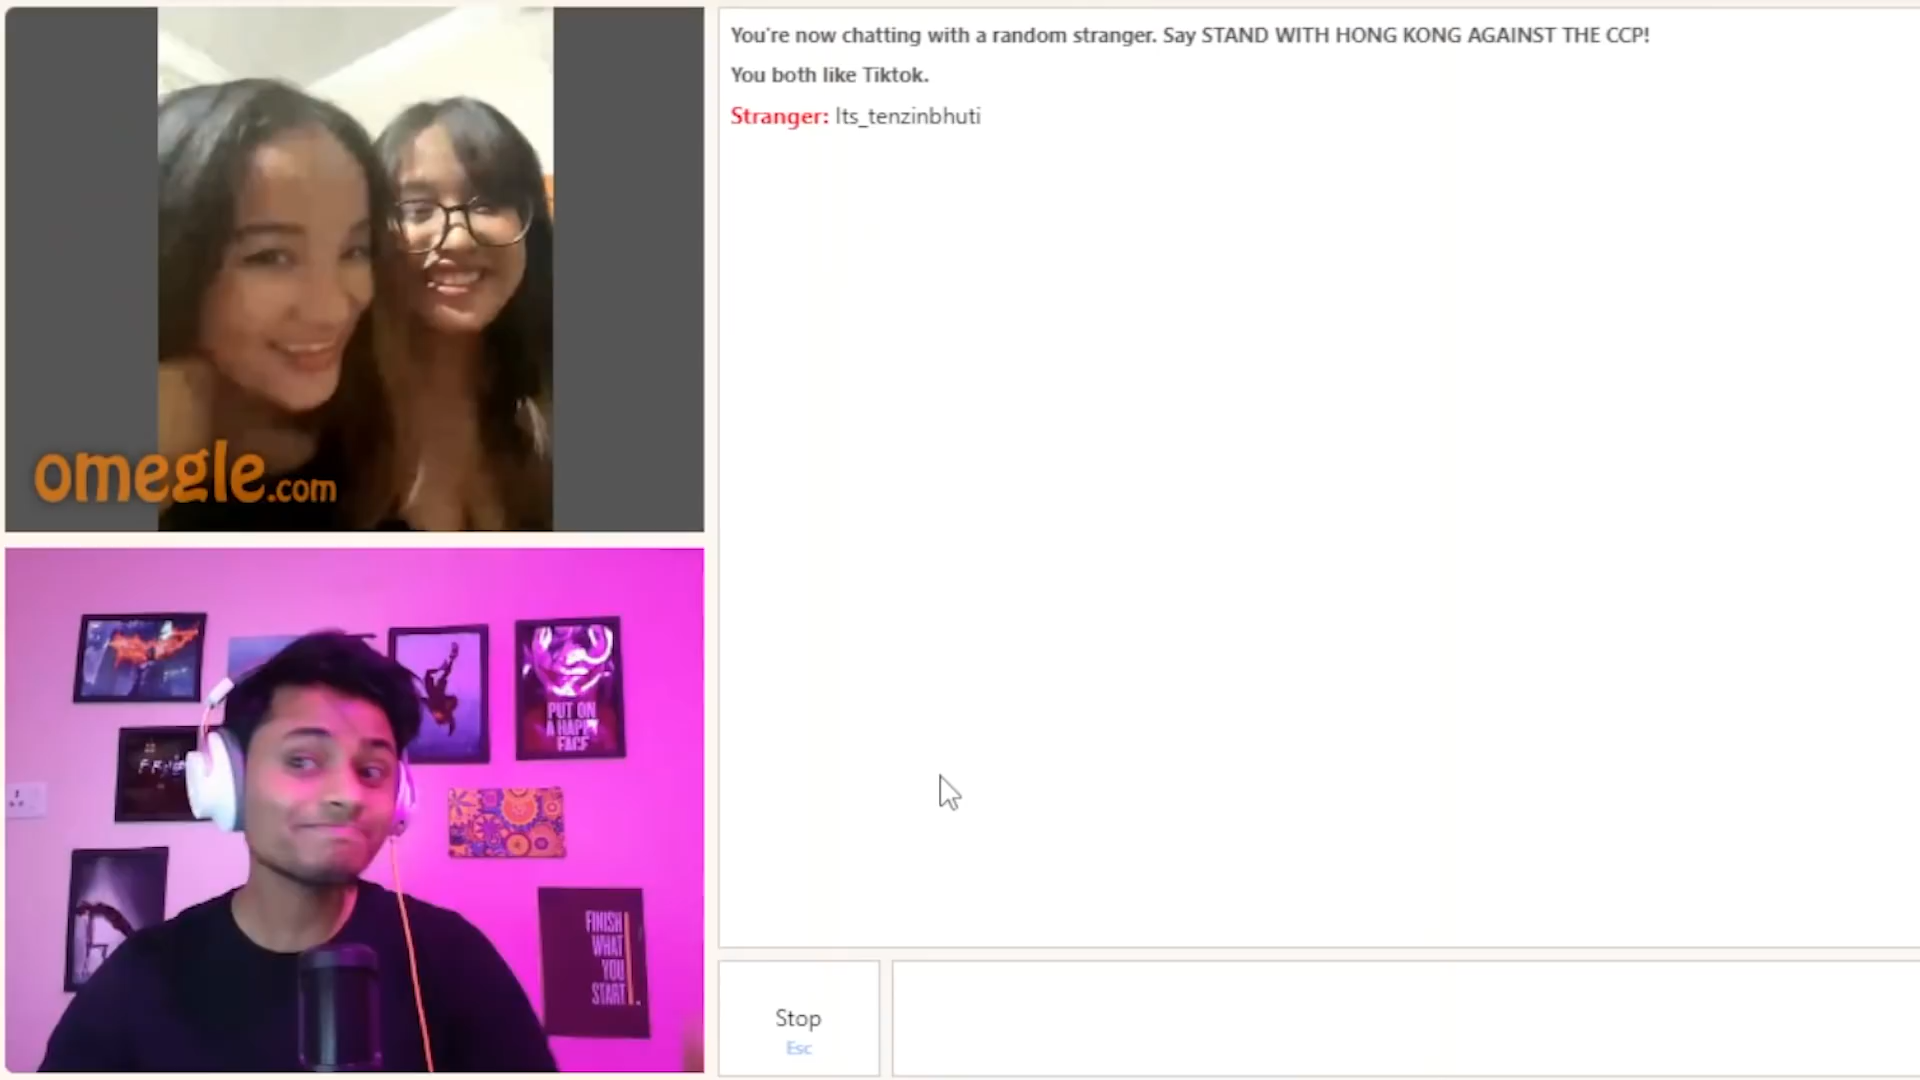 You're now chatting with a random stranger. Say STAND WITH HONG KONG AGAINST THE CCP!
You both like Tiktok.
Stranger: Its_tenzinbhuti
omegle.com
PUT ON
A HAPPY
FACE
FINISH
WHAT
YOU
START.
Stop
Esc